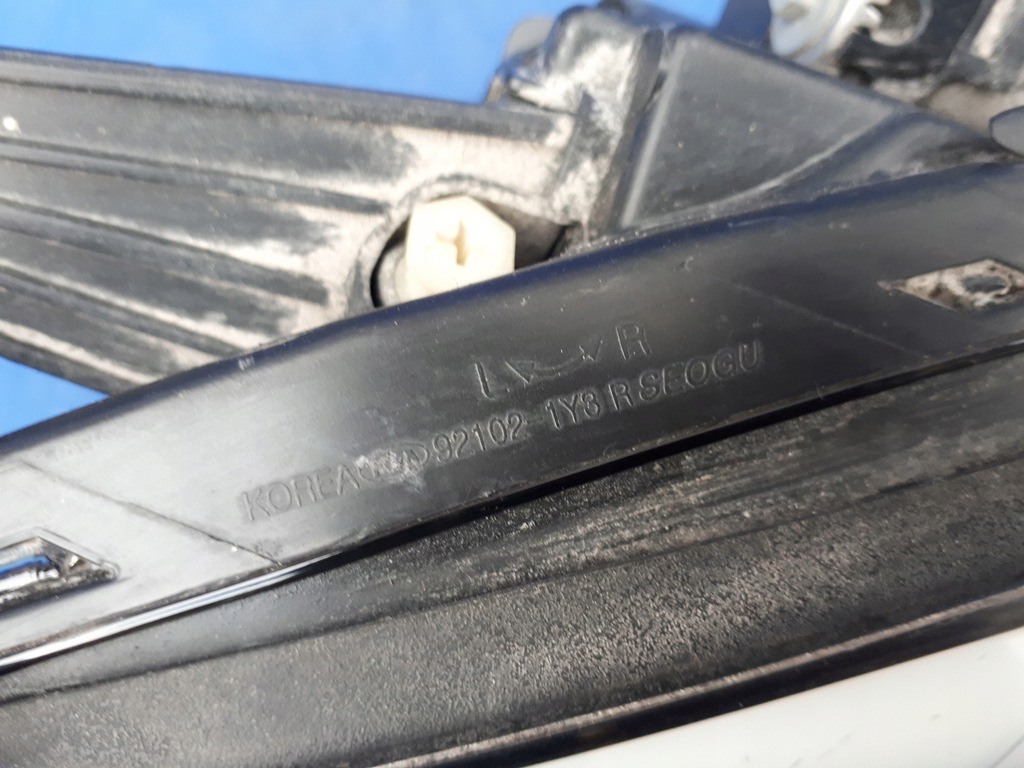 L R
KOREA 92102-1Y3 R SEOGU